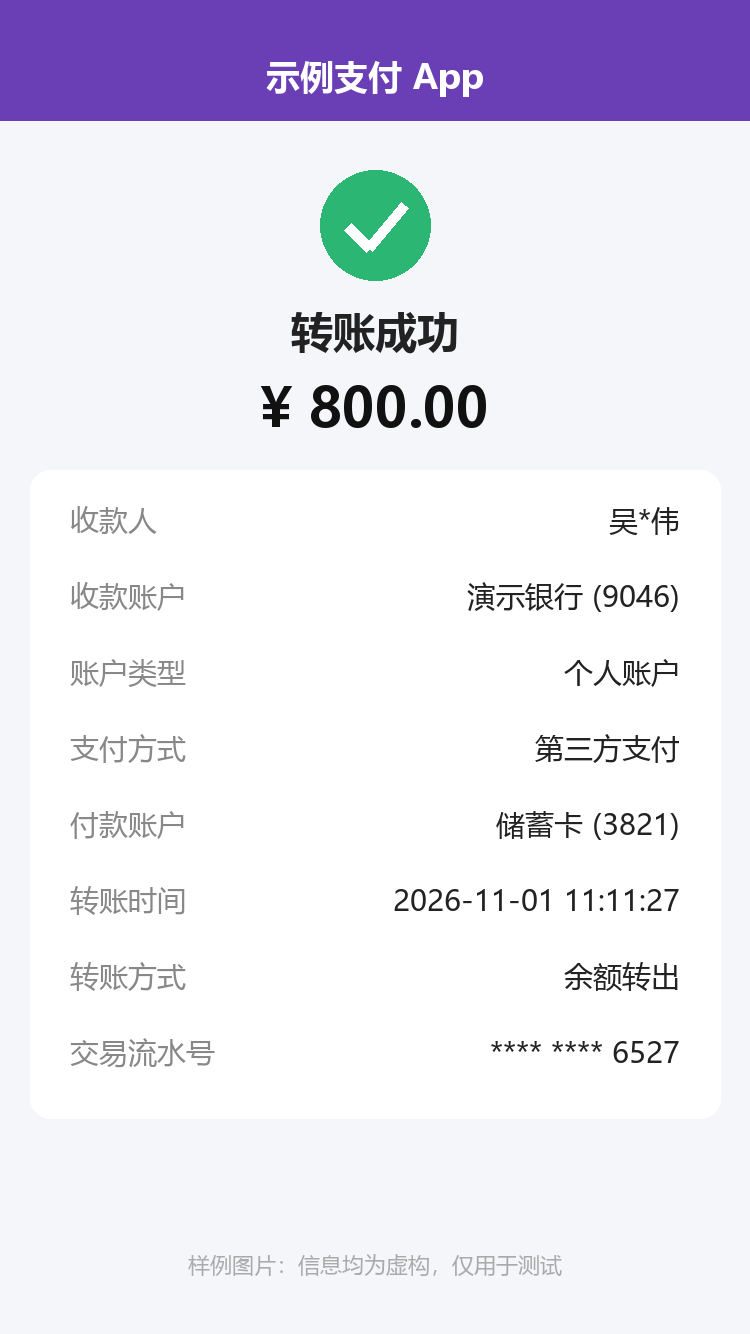 示例支付 App
转账成功
¥ 800.00
收款人 吴*伟
收款账户 演示银行 (9046)
账户类型 个人账户
支付方式 第三方支付
付款账户 储蓄卡 (3821)
转账时间 2026-11-01 11:11:27
转账方式 余额转出
交易流水号 **** **** 6527
样例图片：信息均为虚构，仅用于测试